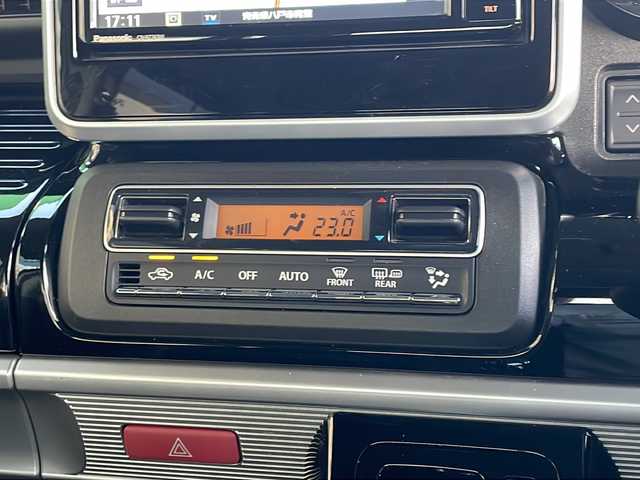 17:11 TV
Panasonic
TILT
A/C
23.0
A/C OFF AUTO FRONT REAR